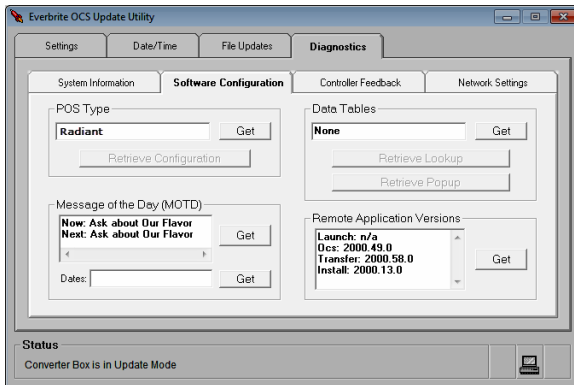 Everbrite OCS Update Utility
Settings
Date/Time
File Updates
Diagnostics
System Information
Software Configuration
Controller Feedback
Network Settings
POS Type
Radiant
Get
Retrieve Configuration
Data Tables
None
Get
Retrieve Lookup
Retrieve Popup
Message of the Day (MOTD)
Now: Ask about Our Flavor
Next: Ask about Our Flavor
Get
Dates:
Get
Remote Application Versions
Launch: n/a
Ocs: 2000.49.0
Transfer: 2000.58.0
Install: 2000.13.0
Get
Status
Converter Box is in Update Mode